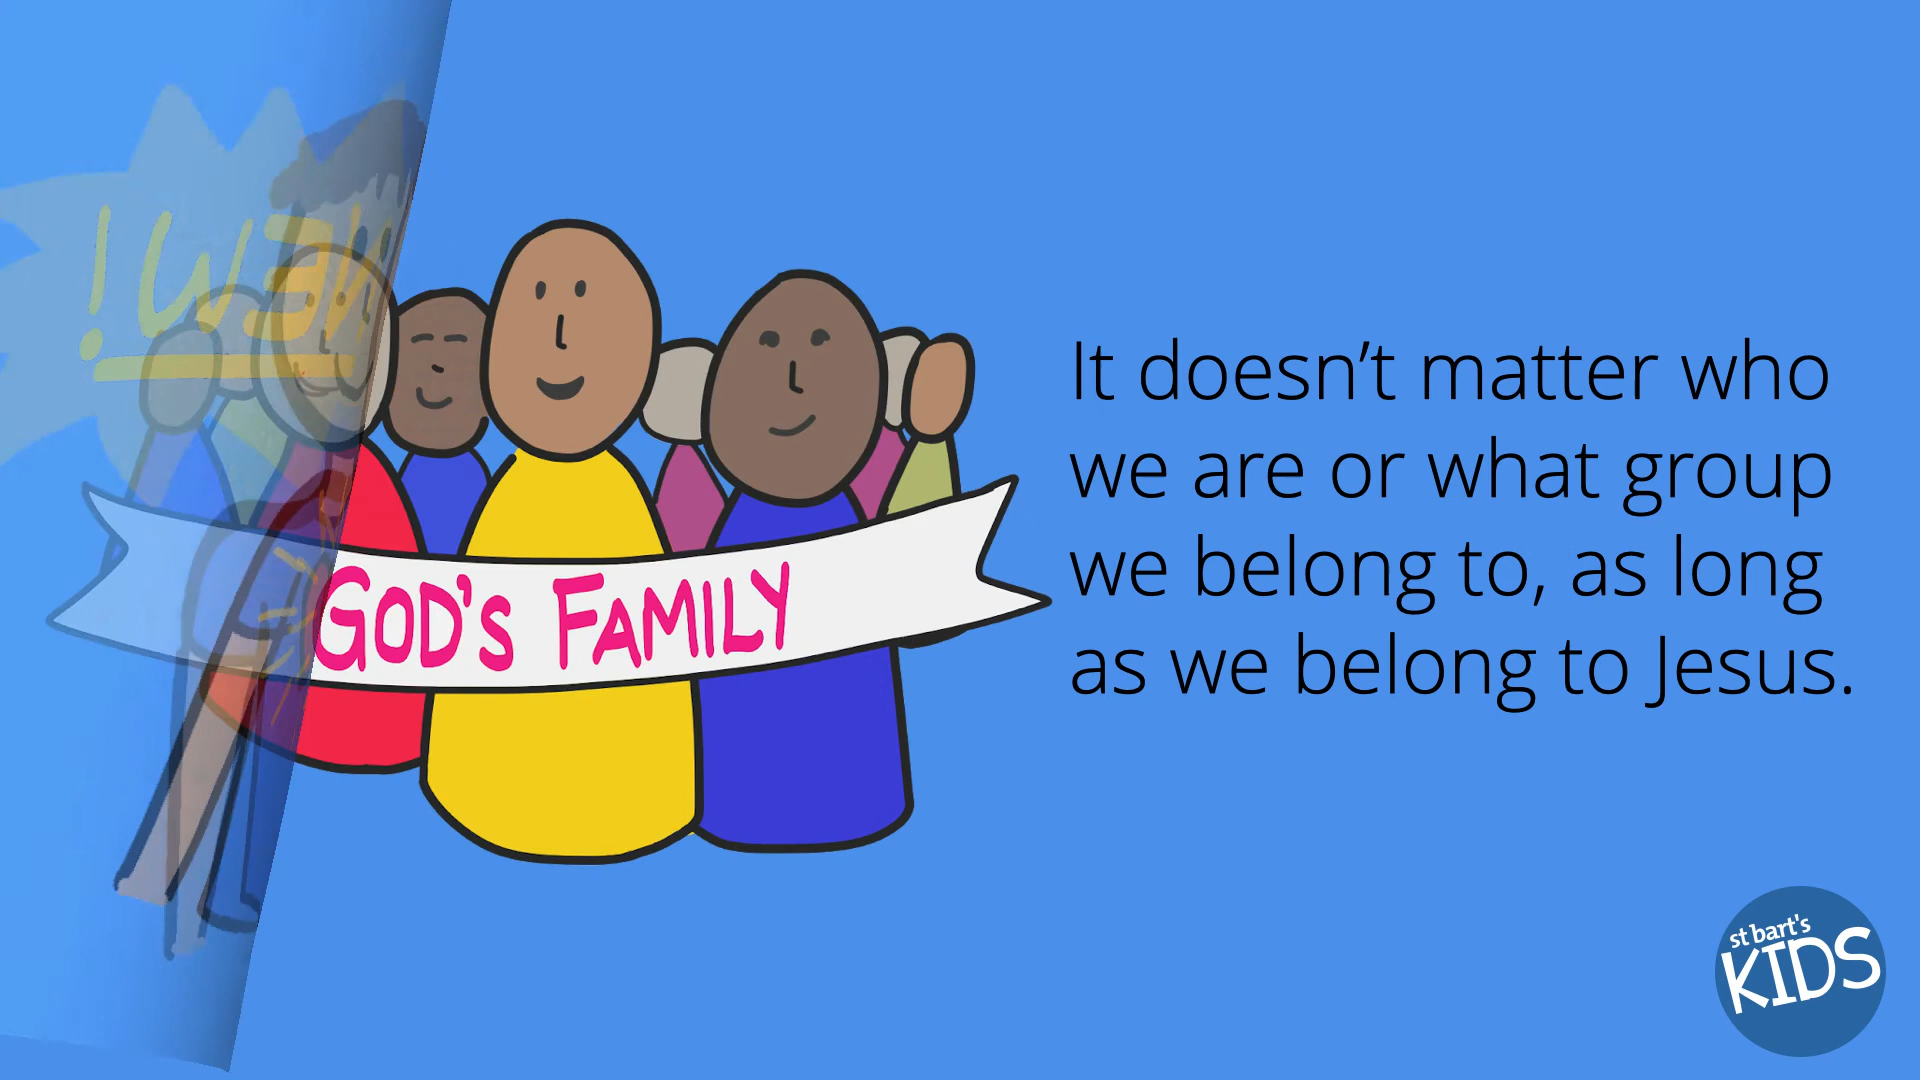 NEW!
GOD'S FAMILY
It doesn't matter who
we are or what group
we belong to, as long
as we belong to Jesus.
st bart's
KIDS